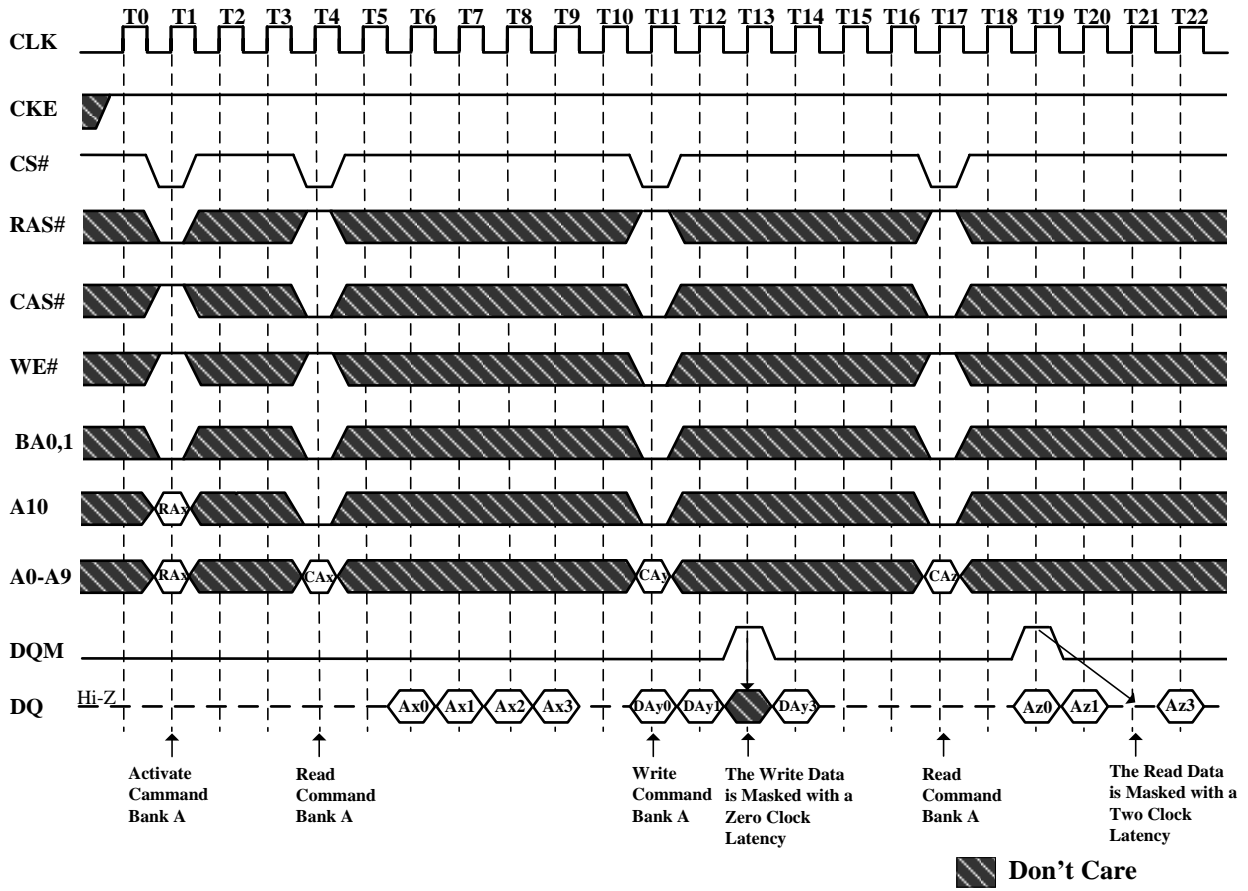 T0 T1 T2 T3 T4 T5 T6 T7 T8 T9 T10 T11 T12 T13 T14 T15 T16 T17 T18 T19 T20 T21 T22
CLK
CKE
CS#
RAS#
CAS#
WE#
BA0,1
A10 RAx
A0-A9 RAx CAx CAy CAz
DQM
DQ Hi-Z Ax0 Ax1 Ax2 Ax3 DAy0 DAy1 DAy3 Az0 Az1 Az3
Activate
Cammand
Bank A
Read
Command
Bank A
Write
Command
Bank A
The Write Data
is Masked with a
Zero Clock
Latency
Read
Command
Bank A
The Read Data
is Masked with a
Two Clock
Latency
Don't Care